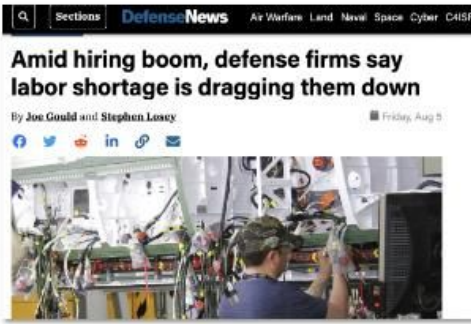 Sections DefenseNews Air Warfare Land Naval Space Cyber C4ISR
Amid hiring boom, defense firms say
labor shortage is dragging them down
By Joe Gould and Stephen Losey Friday, Aug 5